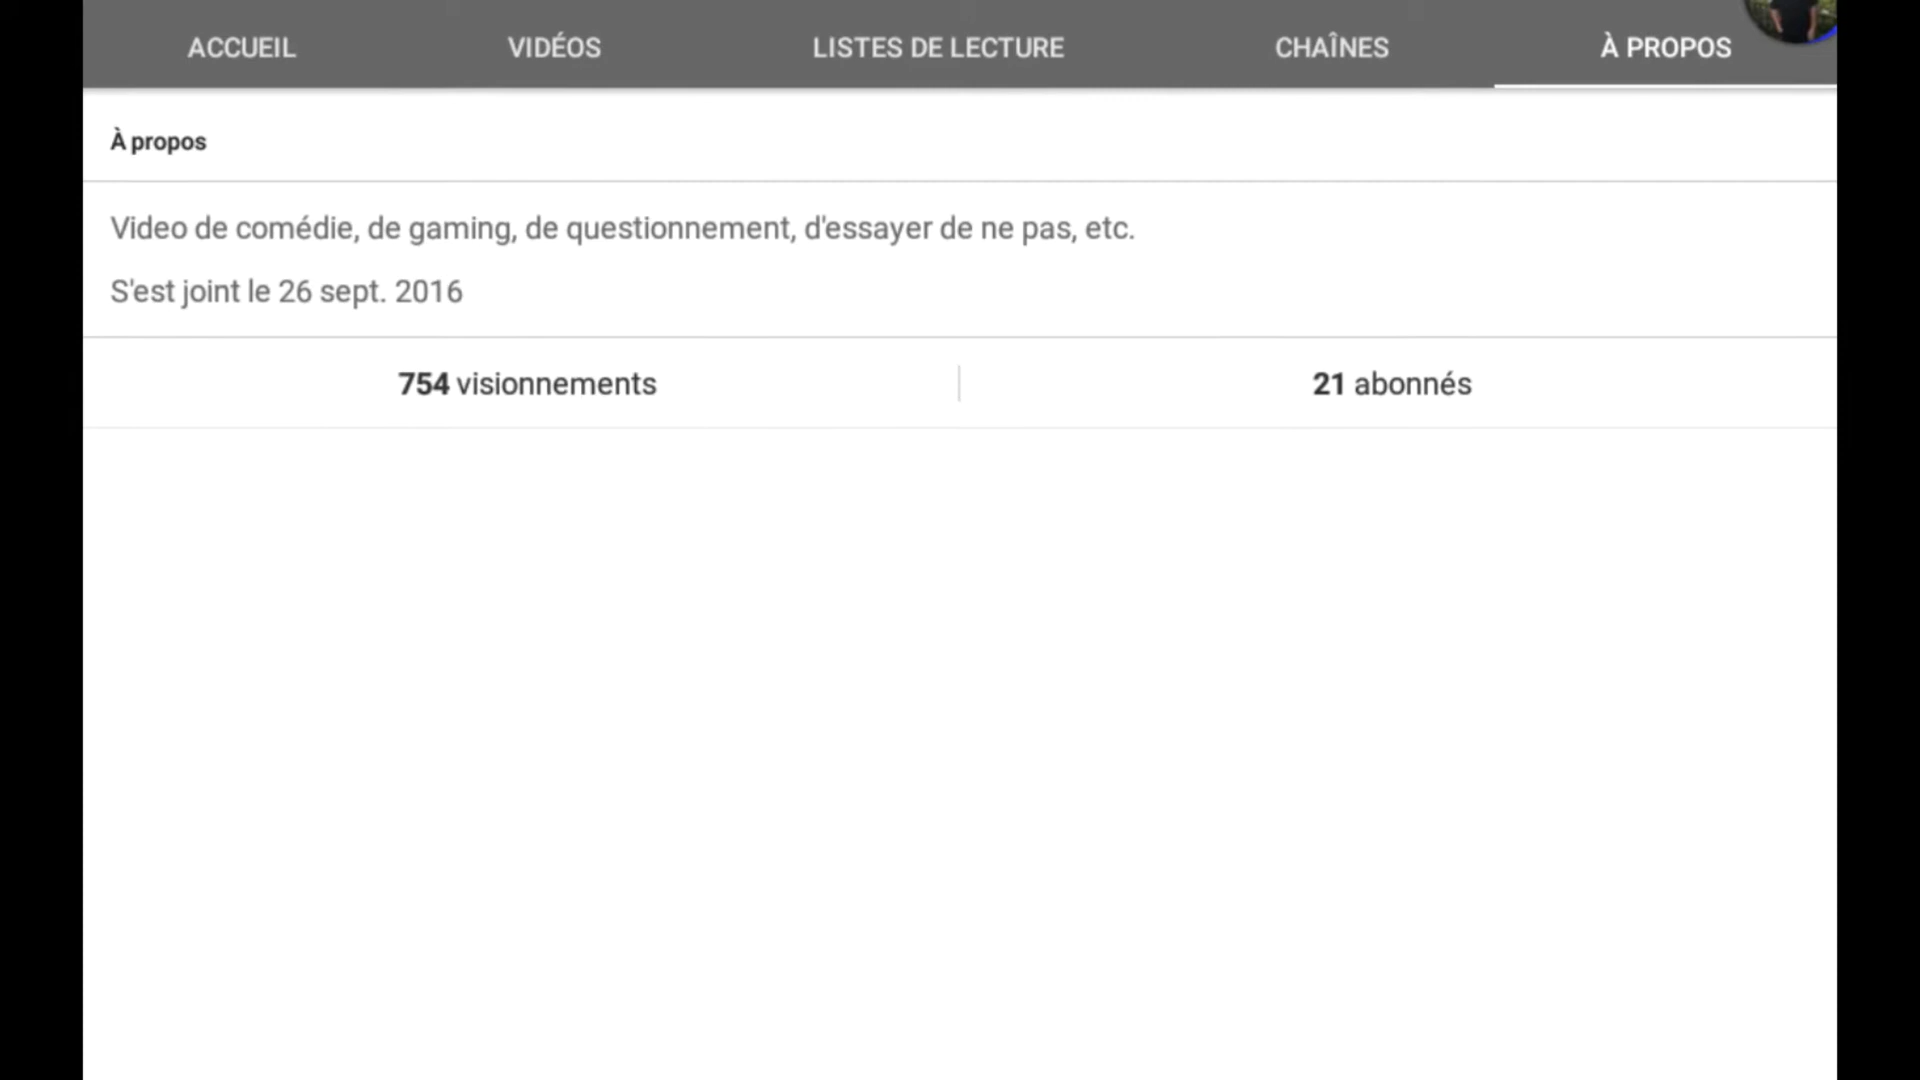 ACCUEIL VIDÉOS LISTES DE LECTURE CHAÎNES À PROPOS
À propos
Video de comédie, de gaming, de questionnement, d'essayer de ne pas, etc.
S'est joint le 26 sept. 2016
754 visionnements 21 abonnés